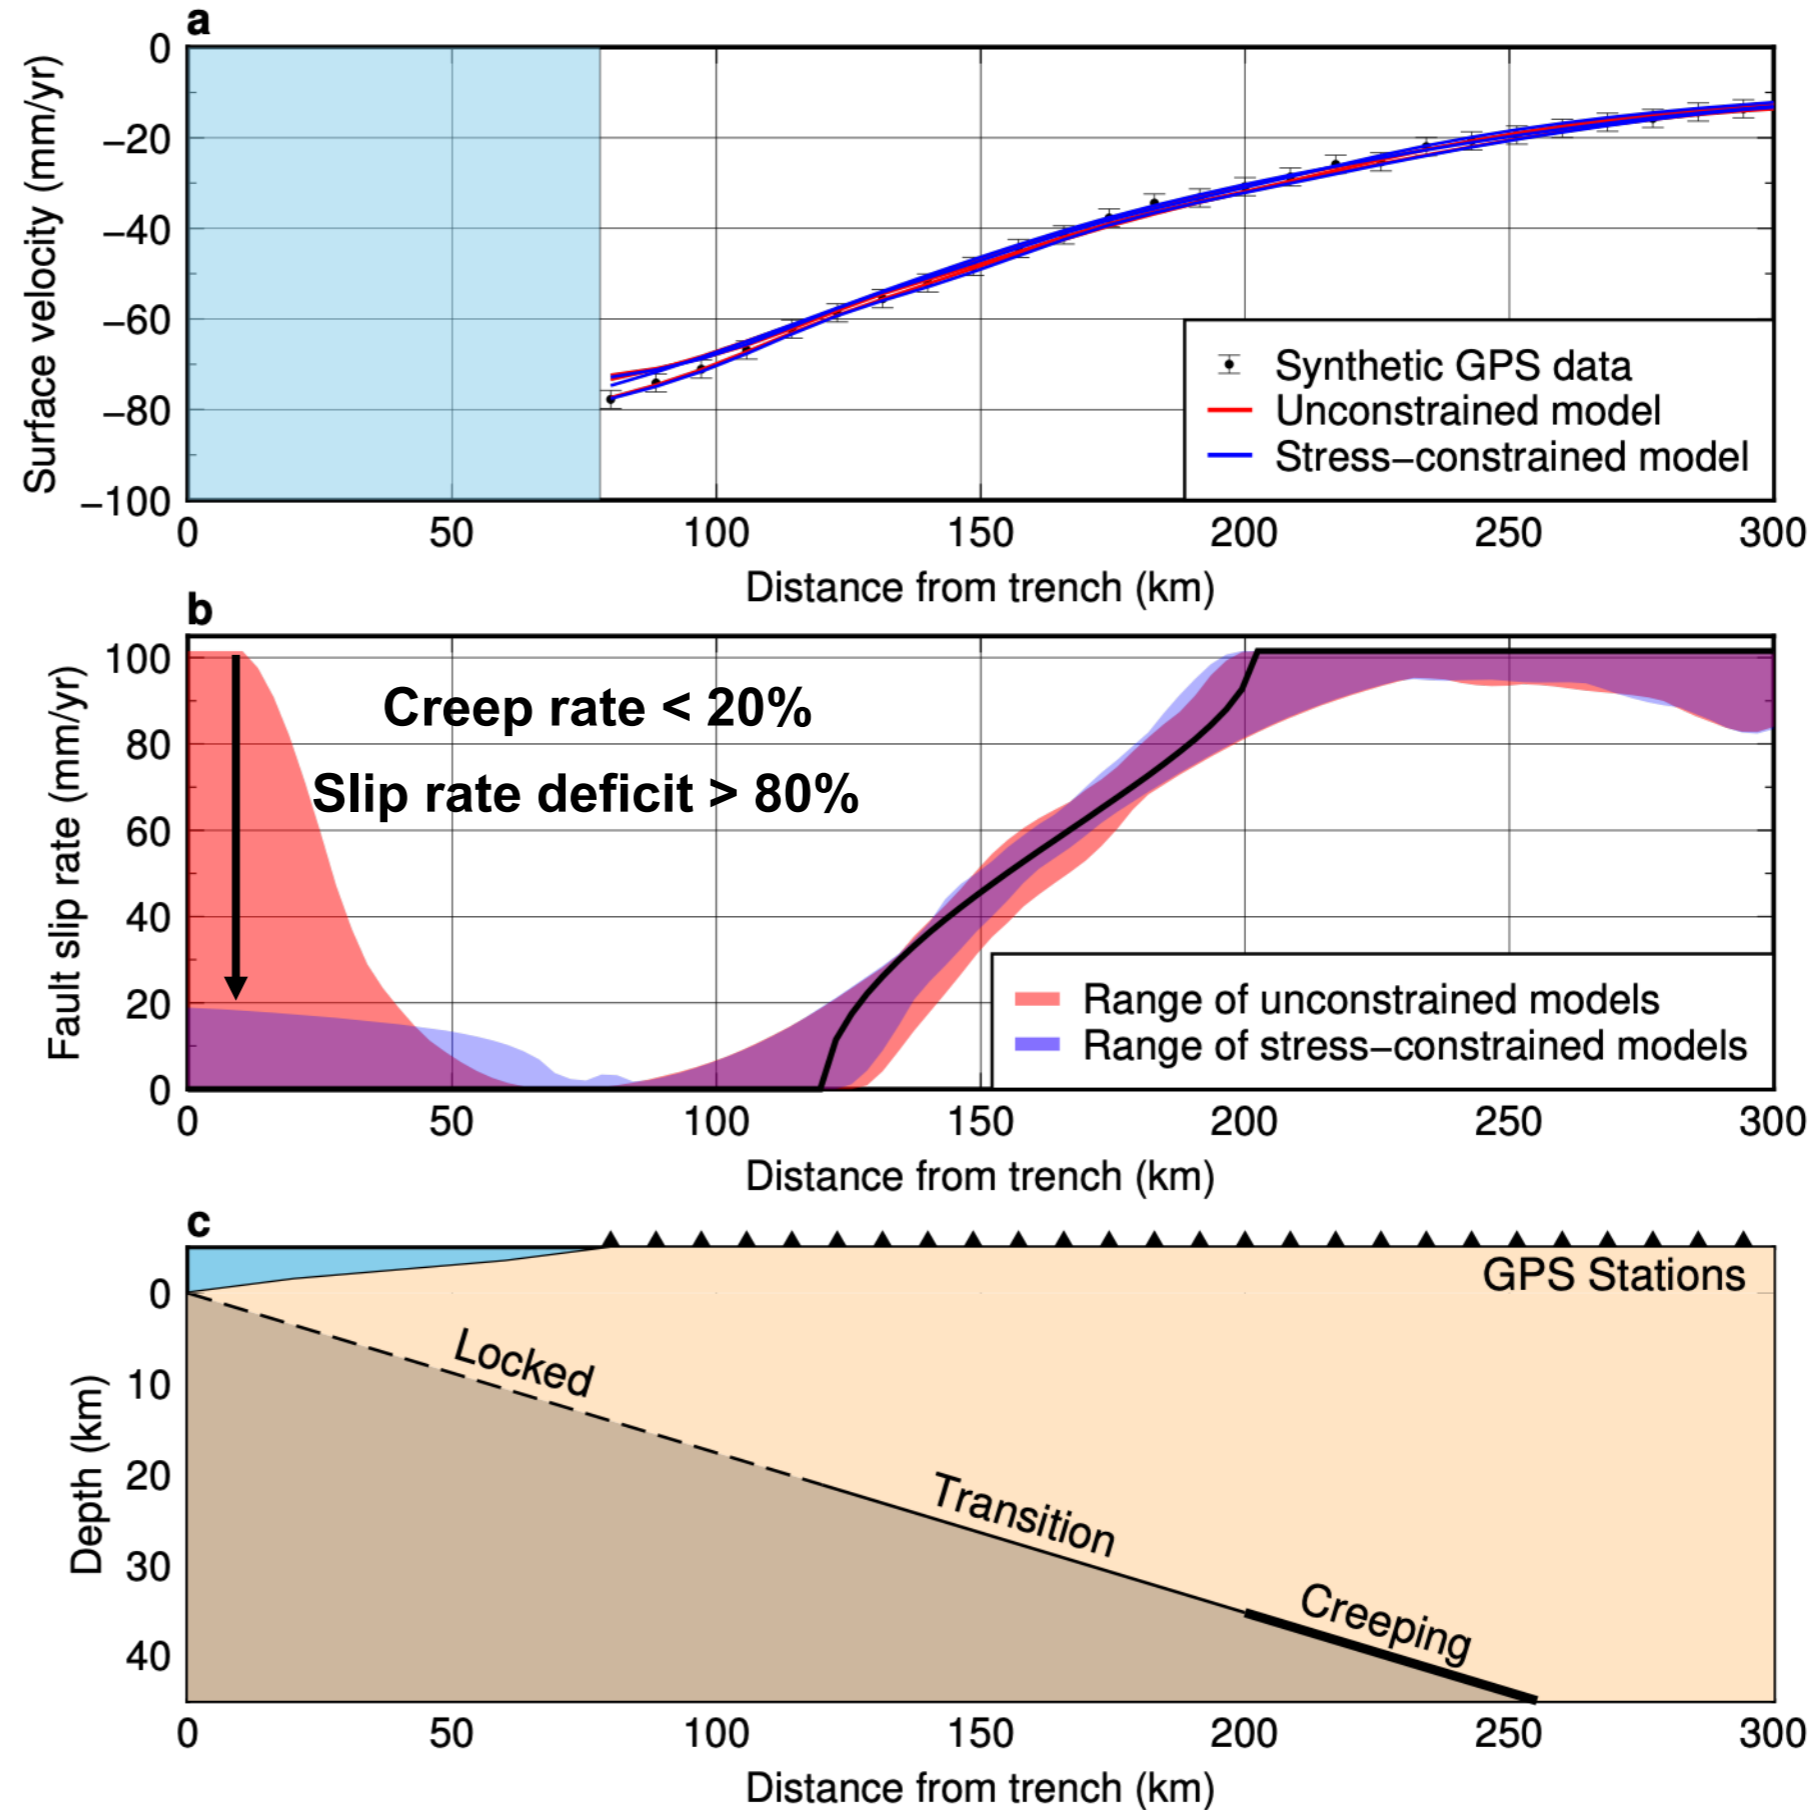 a
Surface velocity (mm/yr)
0
−20
−40
−60
−80
−100
Synthetic GPS data
Unconstrained model
Stress−constrained model
0 50 100 150 200 250 300
Distance from trench (km)
b
Fault slip rate (mm/yr)
100
80
60
40
20
0
Creep rate < 20%
Slip rate deficit > 80%
Range of unconstrained models
Range of stress−constrained models
0 50 100 150 200 250 300
Distance from trench (km)
c
GPS Stations
Depth (km)
0
10
20
30
40
Locked
Transition
Creeping
0 50 100 150 200 250 300
Distance from trench (km)